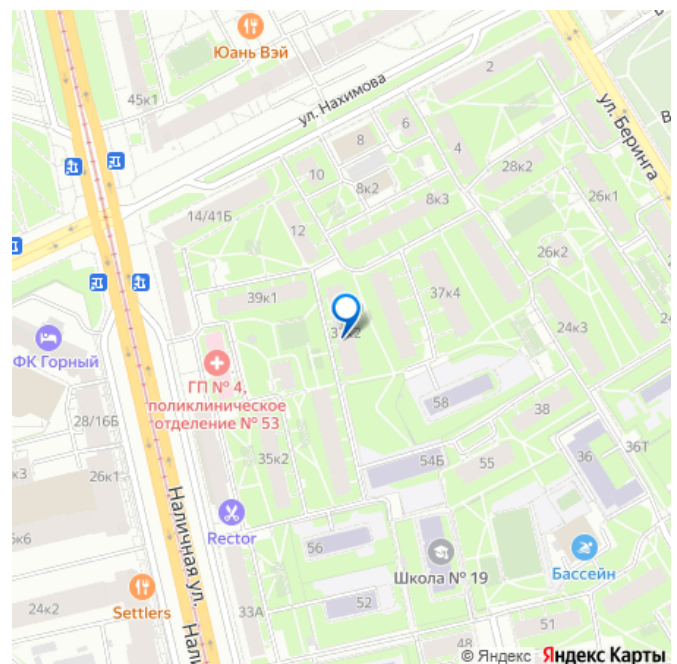 Юань Вэй
2
45к1
ул. Нахимова
ул. Беринга
6
8
4
28к2
10
8к2
26к1
14/41Б
12
8к3
26к2
39к1
37к4
24к3
ФК Горный
ГП № 4,
поликлиническое
отделение № 53
58
38
28/16Б
36Т
35к2
54Б
55
36
26к1
Наличная ул.
Rector
56
Школа № 19
Бассейн
Settlers
24к2
33А
52
51
48
© Яндекс Яндекс Карты